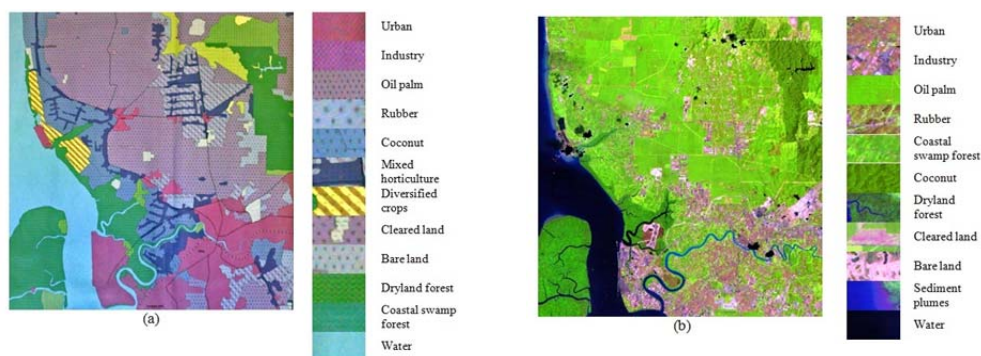 Urban
Industry
Oil palm
Rubber
Coconut
Mixed
horticulture
Diversified
crops
Cleared land
Bare land
Dryland forest
Coastal swamp
forest
Water
(a)
Urban
Industry
Oil palm
Rubber
Coastal
swamp forest
Coconut
Dryland
forest
Cleared land
Bare land
Sediment
plumes
Water
(b)